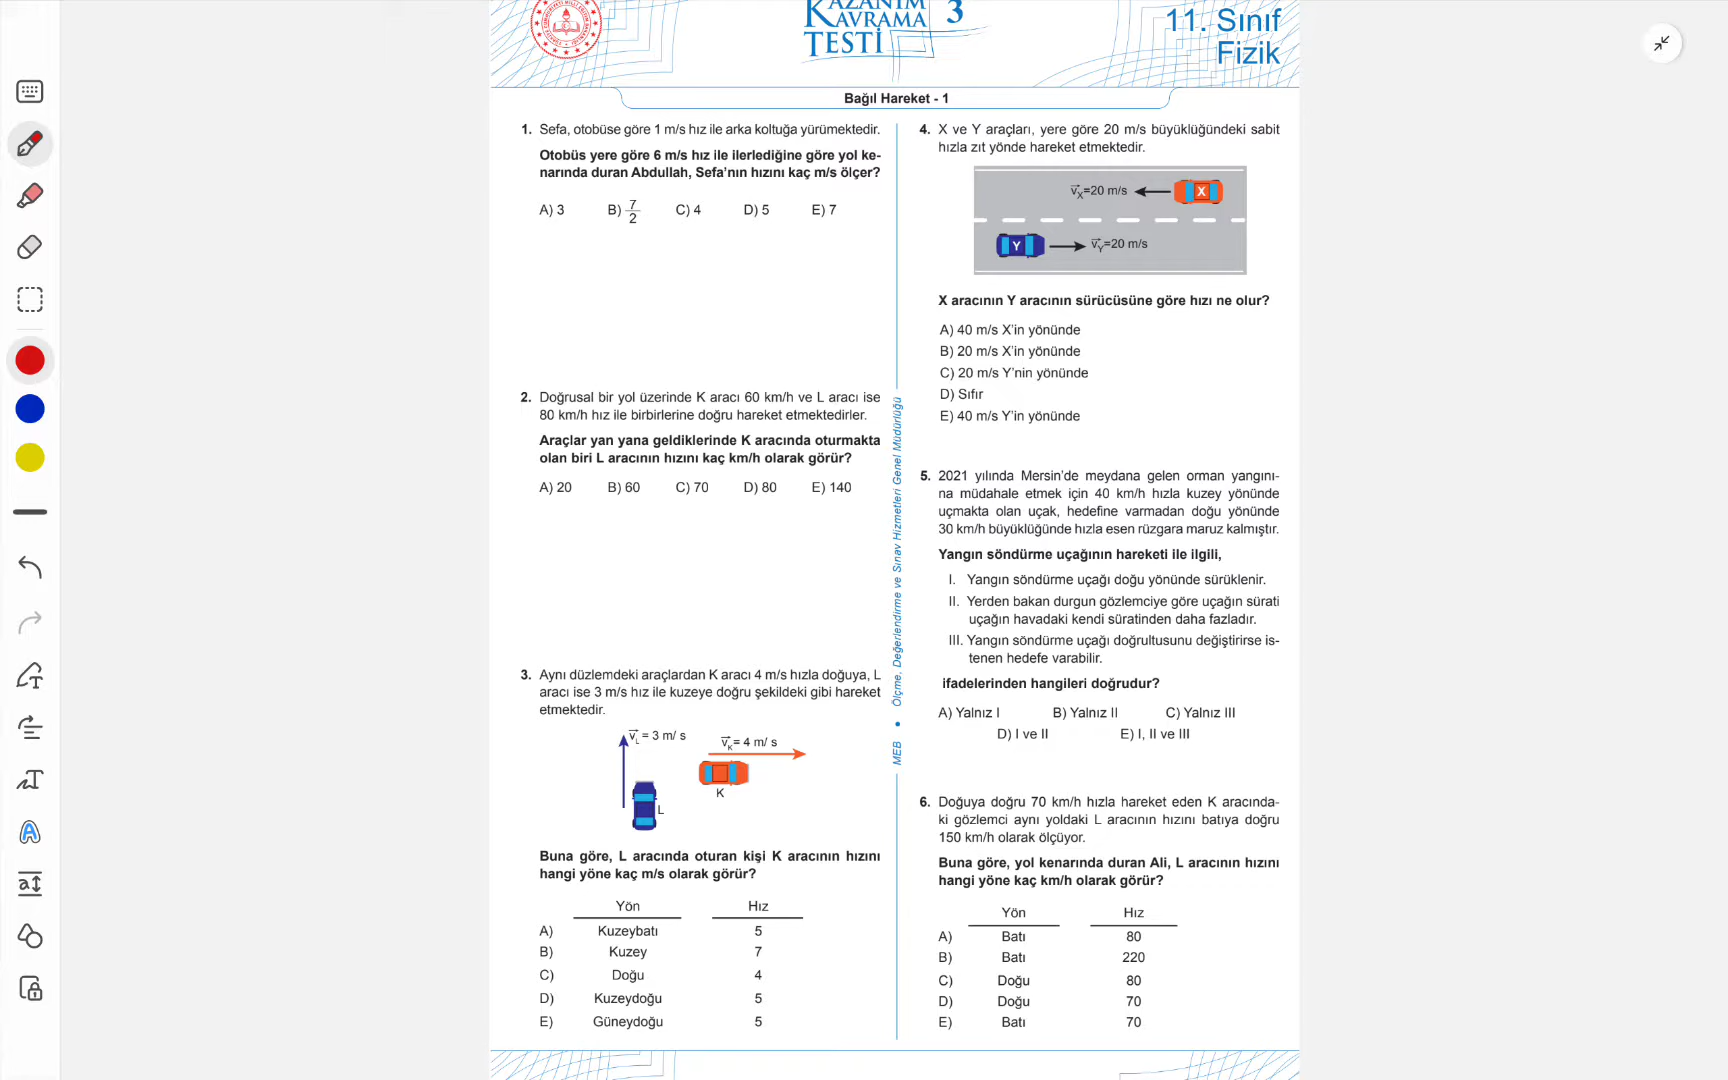 KAZANIM
KAVRAMA
TESTİ
3
11. Sınıf
Fizik
Bağıl Hareket - 1
1. Sefa, otobüse göre 1 m/s hız ile arka koltuğa yürümektedir.
Otobüs yere göre 6 m/s hız ile ilerlediğine göre yol ke-
narında duran Abdullah, Sefa'nın hızını kaç m/s ölçer?
A) 3 B) 7/2 C) 4 D) 5 E) 7
2. Doğrusal bir yol üzerinde K aracı 60 km/h ve L aracı ise
80 km/h hız ile birbirlerine doğru hareket etmektedirler.
Araçlar yan yana geldiklerinde K aracında oturmakta
olan biri L aracının hızını kaç km/h olarak görür?
A) 20 B) 60 C) 70 D) 80 E) 140
3. Aynı düzlemdeki araçlardan K aracı 4 m/s hızla doğuya, L
aracı ise 3 m/s hız ile kuzeye doğru şekildeki gibi hareket
etmektedir.
v⃗L = 3 m/ s
v⃗K= 4 m/ s
K
L
Buna göre, L aracında oturan kişi K aracının hızını
hangi yöne kaç m/s olarak görür?
Yön Hız
A) Kuzeybatı 5
B) Kuzey 7
C) Doğu 4
D) Kuzeydoğu 5
E) Güneydoğu 5
MEB • Ölçme, Değerlendirme ve Sınav Hizmetleri Genel Müdürlüğü
4. X ve Y araçları, yere göre 20 m/s büyüklüğündeki sabit
hızla zıt yönde hareket etmektedir.
v⃗X=20 m/s
X
Y
v⃗Y=20 m/s
X aracının Y aracının sürücüsüne göre hızı ne olur?
A) 40 m/s X'in yönünde
B) 20 m/s X'in yönünde
C) 20 m/s Y'nin yönünde
D) Sıfır
E) 40 m/s Y'in yönünde
5. 2021 yılında Mersin'de meydana gelen orman yangını-
na müdahale etmek için 40 km/h hızla kuzey yönünde
uçmakta olan uçak, hedefine varmadan doğu yönünde
30 km/h büyüklüğünde hızla esen rüzgara maruz kalmıştır.
Yangın söndürme uçağının hareketi ile ilgili,
I. Yangın söndürme uçağı doğu yönünde sürüklenir.
II. Yerden bakan durgun gözlemciye göre uçağın sürati
uçağın havadaki kendi süratinden daha fazladır.
III. Yangın söndürme uçağı doğrultusunu değiştirirse is-
tenen hedefe varabilir.
ifadelerinden hangileri doğrudur?
A) Yalnız I B) Yalnız II C) Yalnız III
D) I ve II E) I, II ve III
6. Doğuya doğru 70 km/h hızla hareket eden K aracında-
ki gözlemci aynı yoldaki L aracının hızını batıya doğru
150 km/h olarak ölçüyor.
Buna göre, yol kenarında duran Ali, L aracının hızını
hangi yöne kaç km/h olarak görür?
Yön Hız
A) Batı 80
B) Batı 220
C) Doğu 80
D) Doğu 70
E) Batı 70